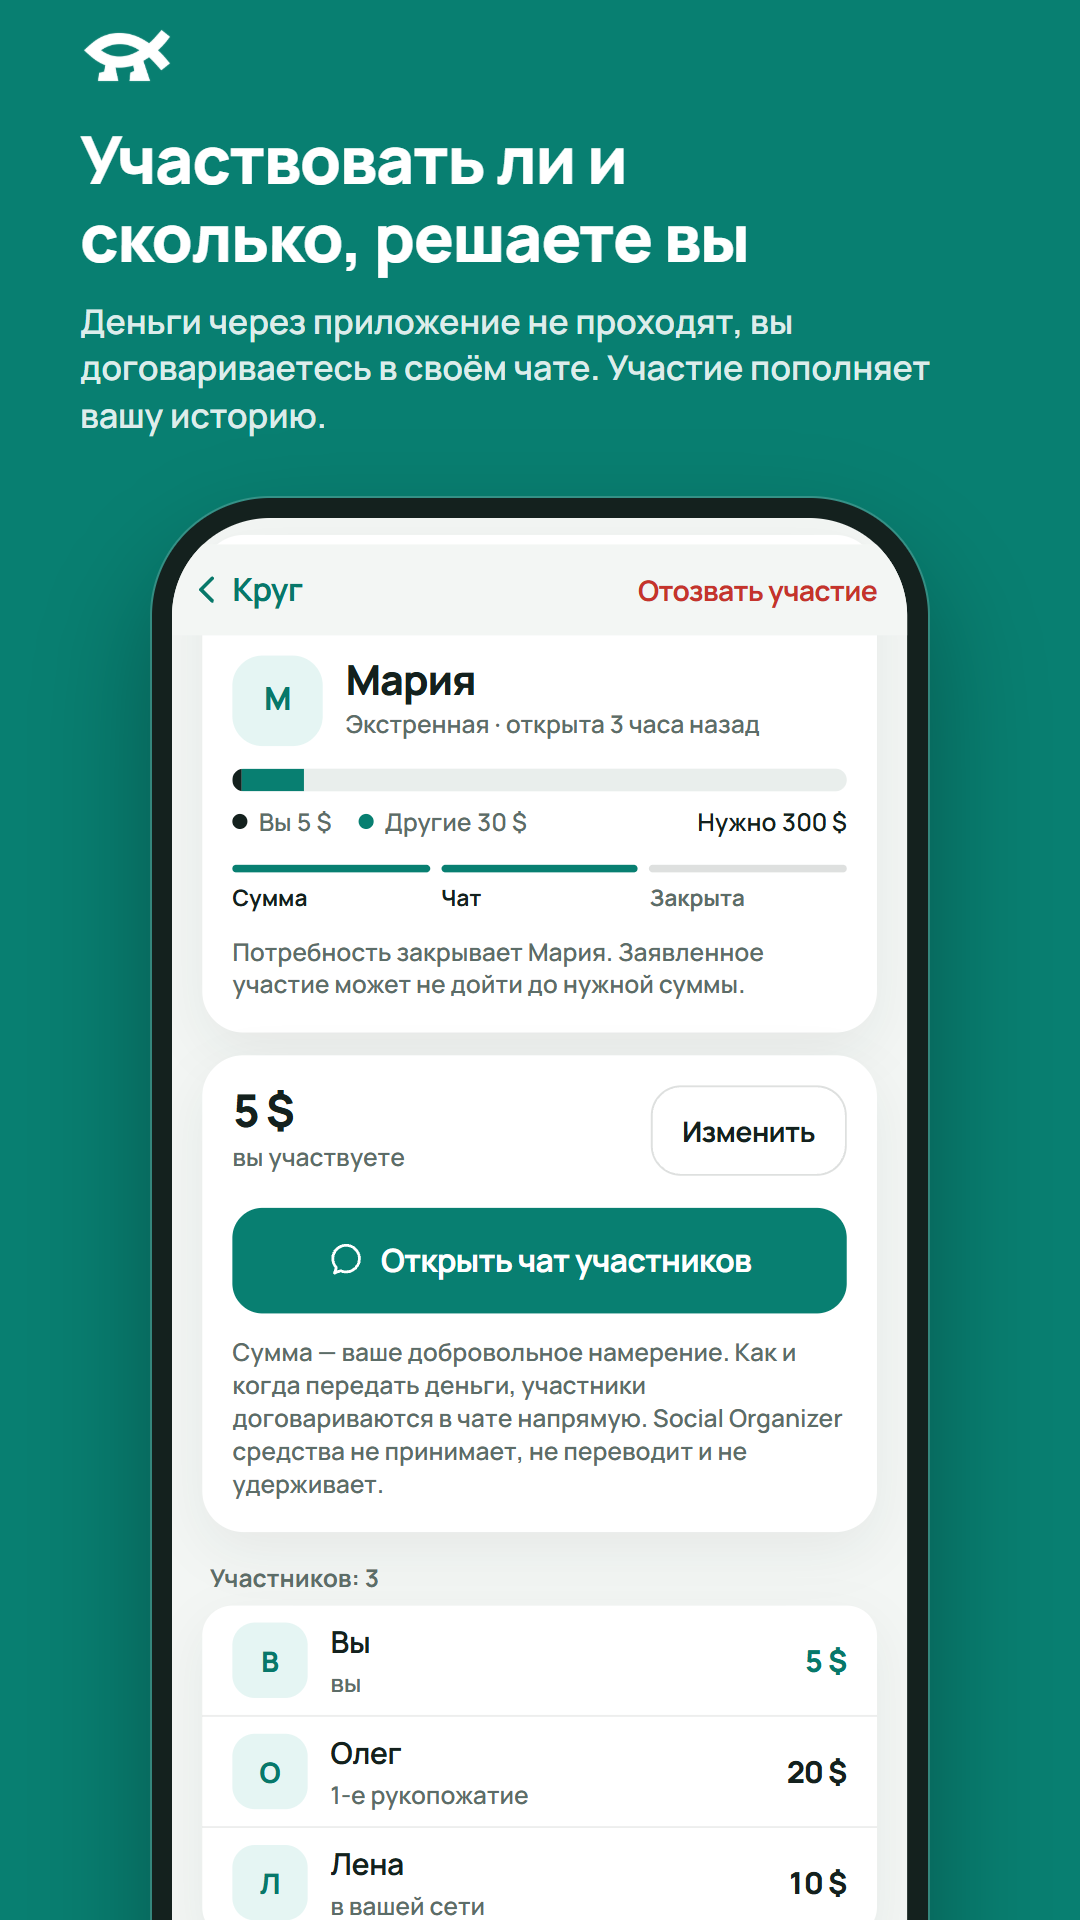 Участвовать ли и
сколько, решаете вы
Деньги через приложение не проходят, вы
договариваетесь в своём чате. Участие пополняет
вашу историю.
Круг
Отозвать участие
М
Мария
Экстренная · открыта 3 часа назад
Вы 5 $
Другие 30 $
Нужно 300 $
Сумма
Чат
Закрыта
Потребность закрывает Мария. Заявленное
участие может не дойти до нужной суммы.
5 $
вы участвуете
Изменить
Открыть чат участников
Сумма — ваше добровольное намерение. Как и
когда передать деньги, участники
договариваются в чате напрямую. Social Organizer
средства не принимает, не переводит и не
удерживает.
Участников: 3
В
Вы
вы
5 $
О
Олег
1-е рукопожатие
20 $
Л
Лена
в вашей сети
10 $